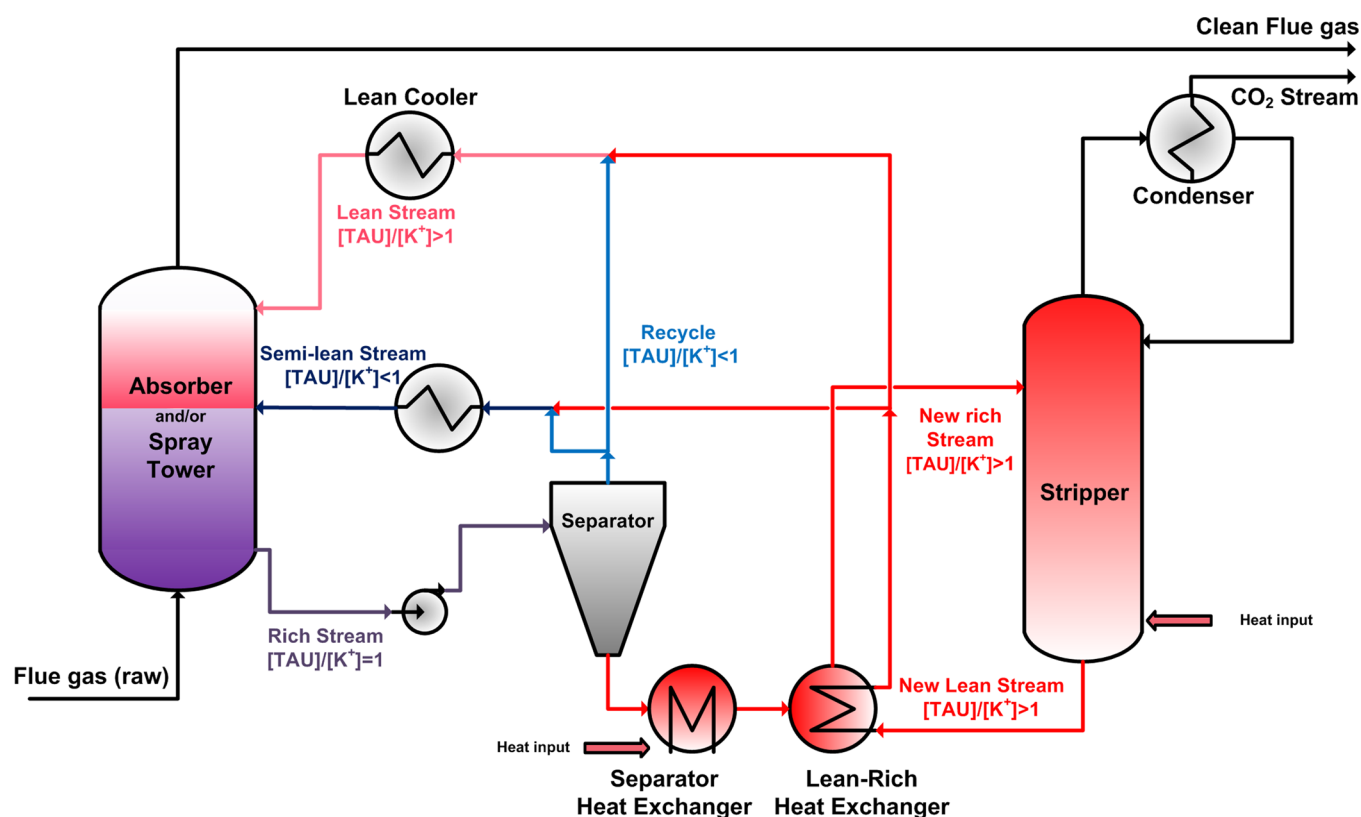 Clean Flue gas
CO₂ Stream
Lean Cooler
Condenser
Lean Stream
[TAU]/[K⁺]>1
Recycle
[TAU]/[K⁺]<1
Semi-lean Stream
[TAU]/[K⁺]<1
Absorber
and/or
Spray
Tower
New rich
Stream
[TAU]/[K⁺]>1
Stripper
Separator
Heat input
Rich Stream
[TAU]/[K⁺]=1
Flue gas (raw)
New Lean Stream
[TAU]/[K⁺]>1
Heat input
Separator
Heat Exchanger
Lean-Rich
Heat Exchanger